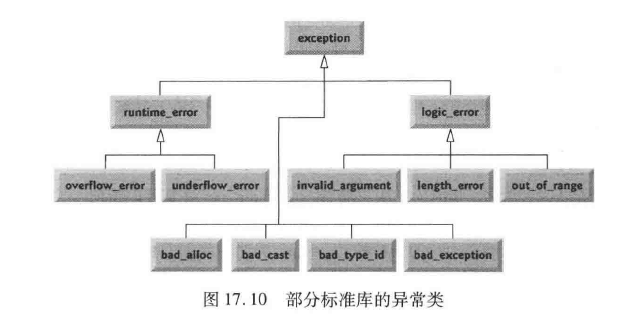 exception
runtime_error
logic_error
overflow_error
underflow_error
invalid_argument
length_error
out_of_range
bad_alloc
bad_cast
bad_type_id
bad_exception
图 17.10 部分标准库的异常类